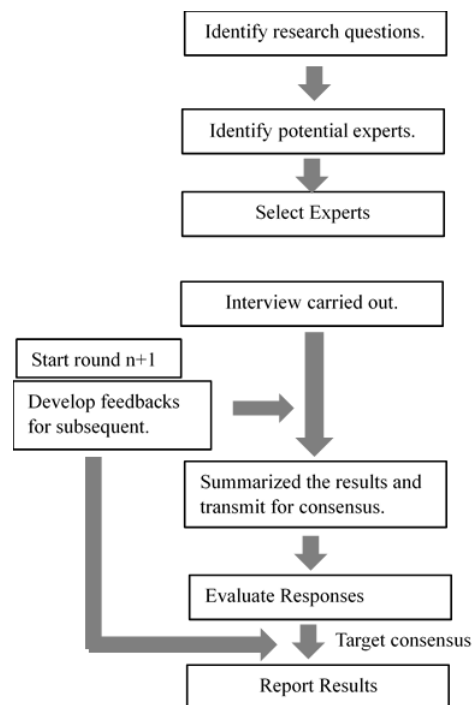 Identify research questions.
Identify potential experts.
Select Experts
Interview carried out.
Start round n+1
Develop feedbacks
for subsequent.
Summarized the results and
transmit for consensus.
Evaluate Responses
Target consensus
Report Results